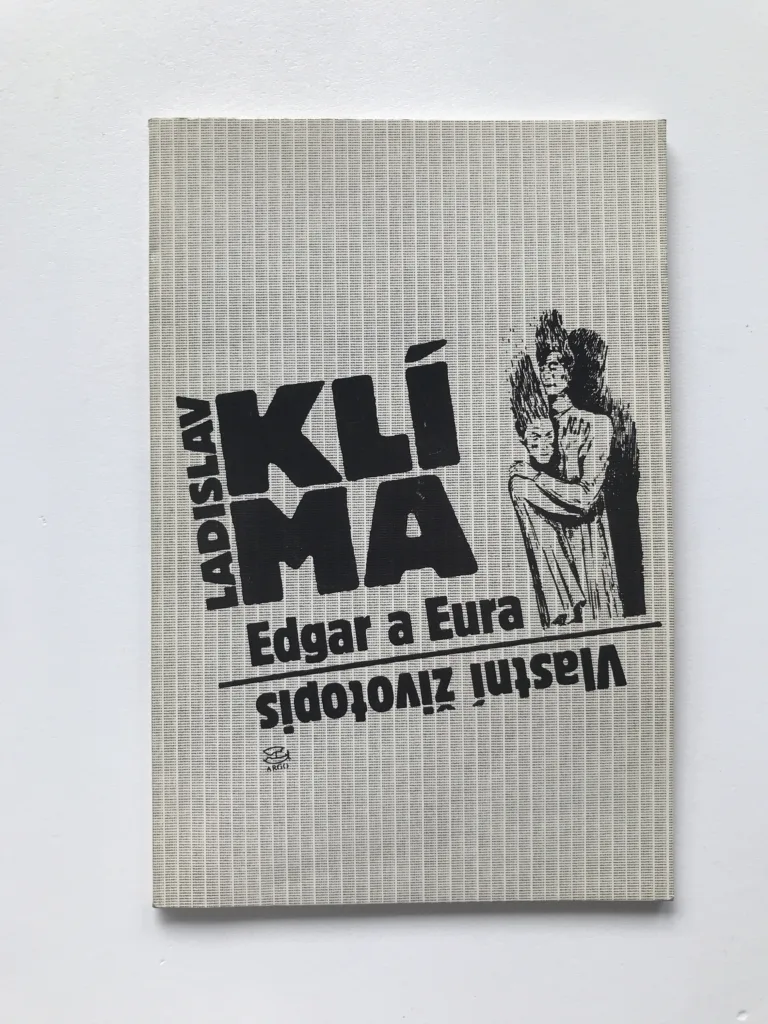 LADISLAV
KLÍ
MA
Edgar a Eura
Vlastní životopis
ARGO